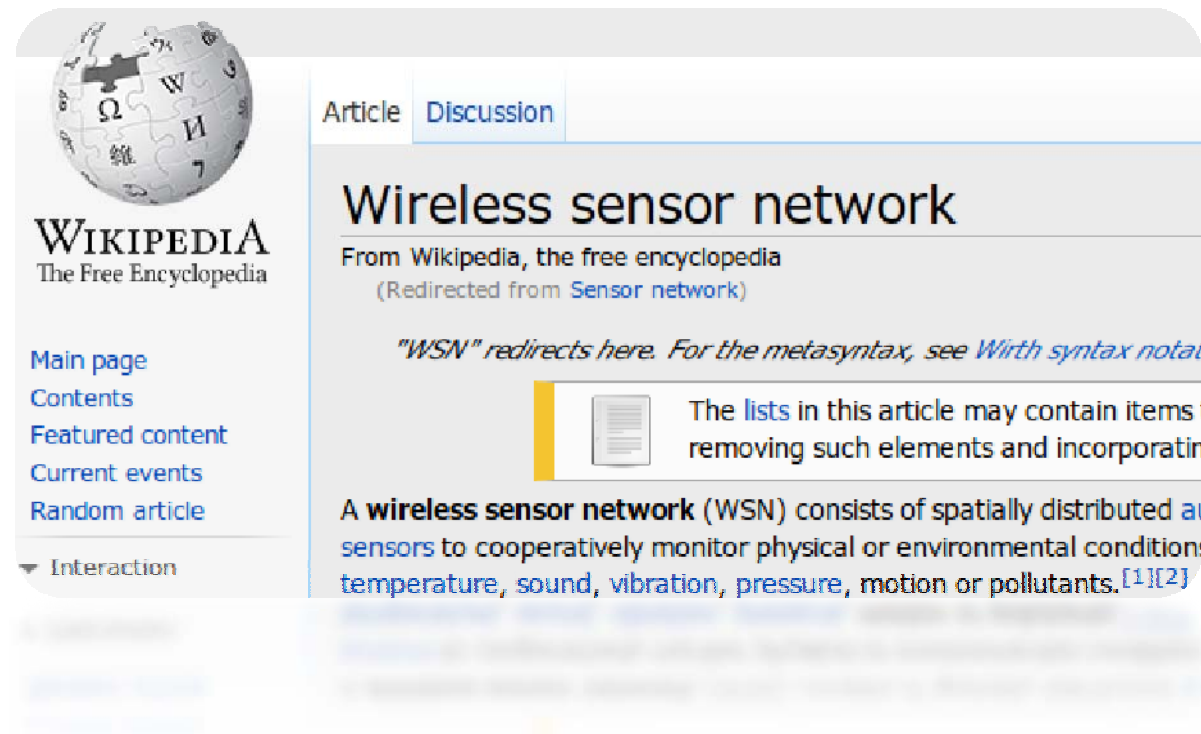 WIKIPEDIA
The Free Encyclopedia
Main page
Contents
Featured content
Current events
Random article
Interaction
Article
Discussion
Wireless sensor network
From Wikipedia, the free encyclopedia
(Redirected from Sensor network)
"WSN" redirects here. For the metasyntax, see Wirth syntax notat
The lists in this article may contain items
removing such elements and incorporatin
A wireless sensor network (WSN) consists of spatially distributed au
sensors to cooperatively monitor physical or environmental conditions
temperature, sound, vibration, pressure, motion or pollutants.[1][2]